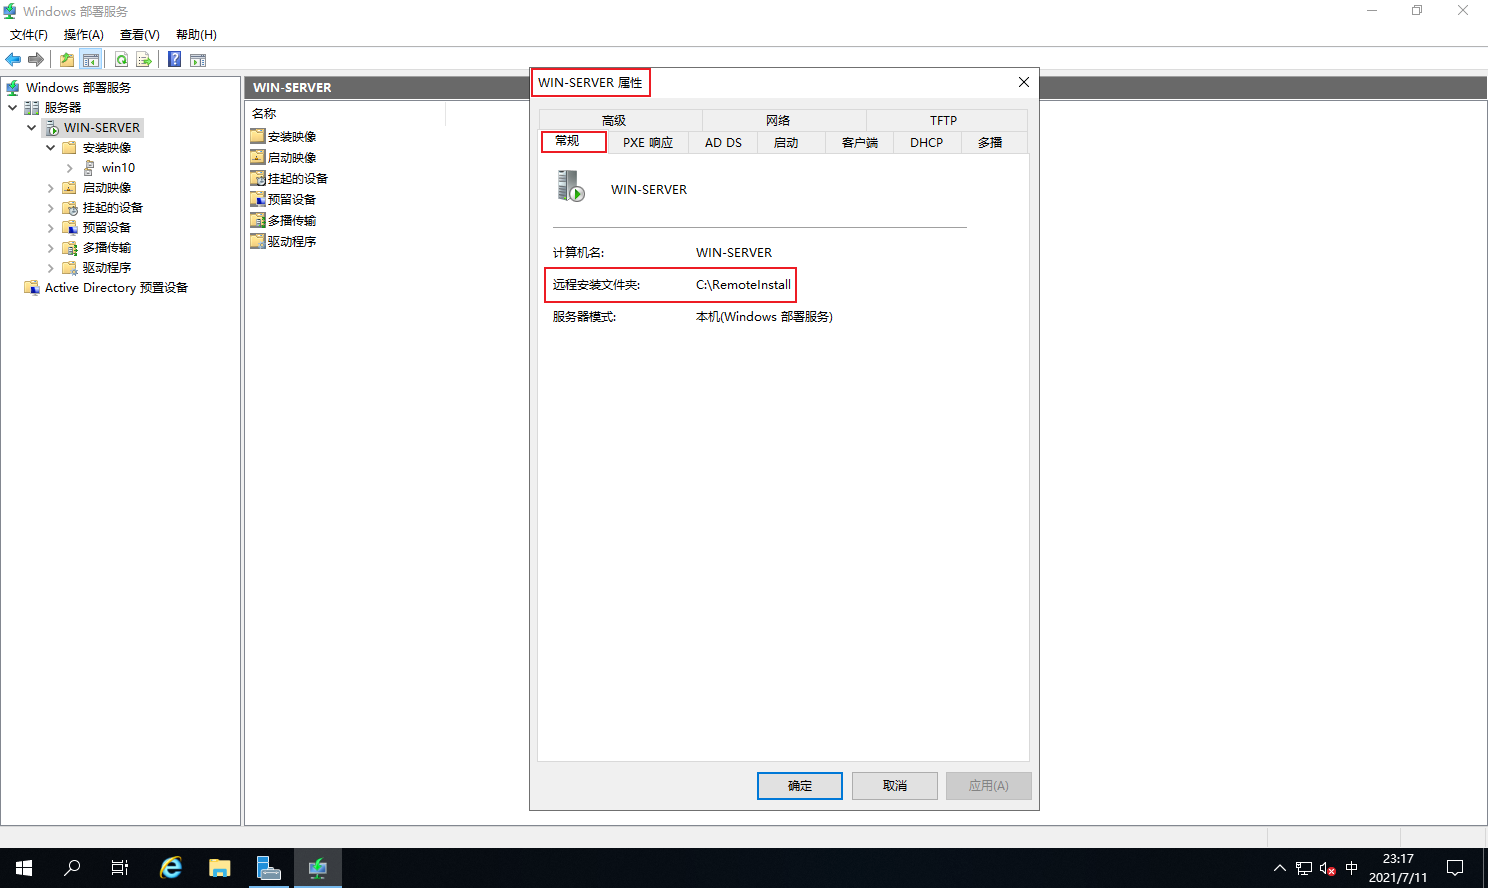 Windows 部署服务
文件(F) 操作(A) 查看(V) 帮助(H)
Windows 部署服务
服务器
WIN-SERVER
安装映像
win10
启动映像
挂起的设备
预留设备
多播传输
驱动程序
Active Directory 预置设备
WIN-SERVER
名称
安装映像
启动映像
挂起的设备
预留设备
多播传输
驱动程序
WIN-SERVER 属性
高级 网络 TFTP
常规 PXE 响应 AD DS 启动 客户端 DHCP 多播
WIN-SERVER
计算机名: WIN-SERVER
远程安装文件夹: C:\RemoteInstall
服务器模式: 本机(Windows 部署服务)
确定 取消 应用(A)
中
23:17
2021/7/11